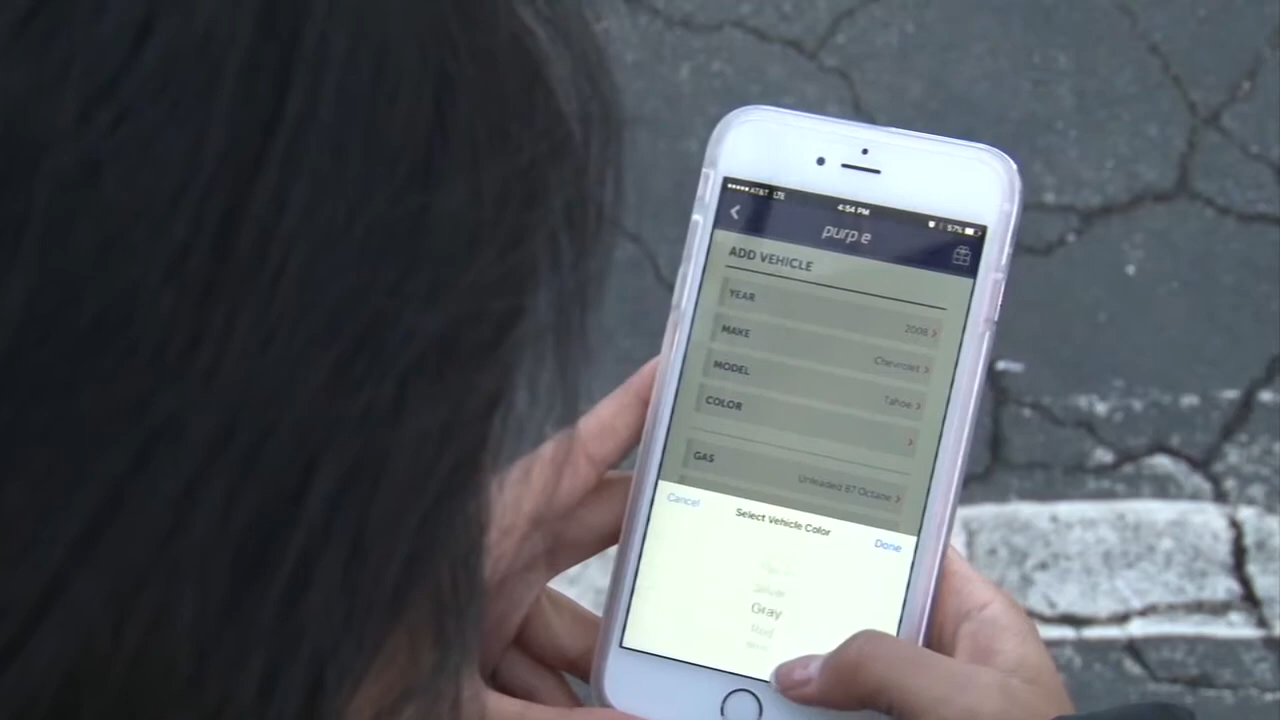 AT&T LTE 4:54 PM 57%
purple
ADD VEHICLE
YEAR 2008
MAKE Chevrolet
MODEL Tahoe
COLOR
GAS Unleaded 87 Octane
Cancel Select Vehicle Color Done
Silver
Gray
Red